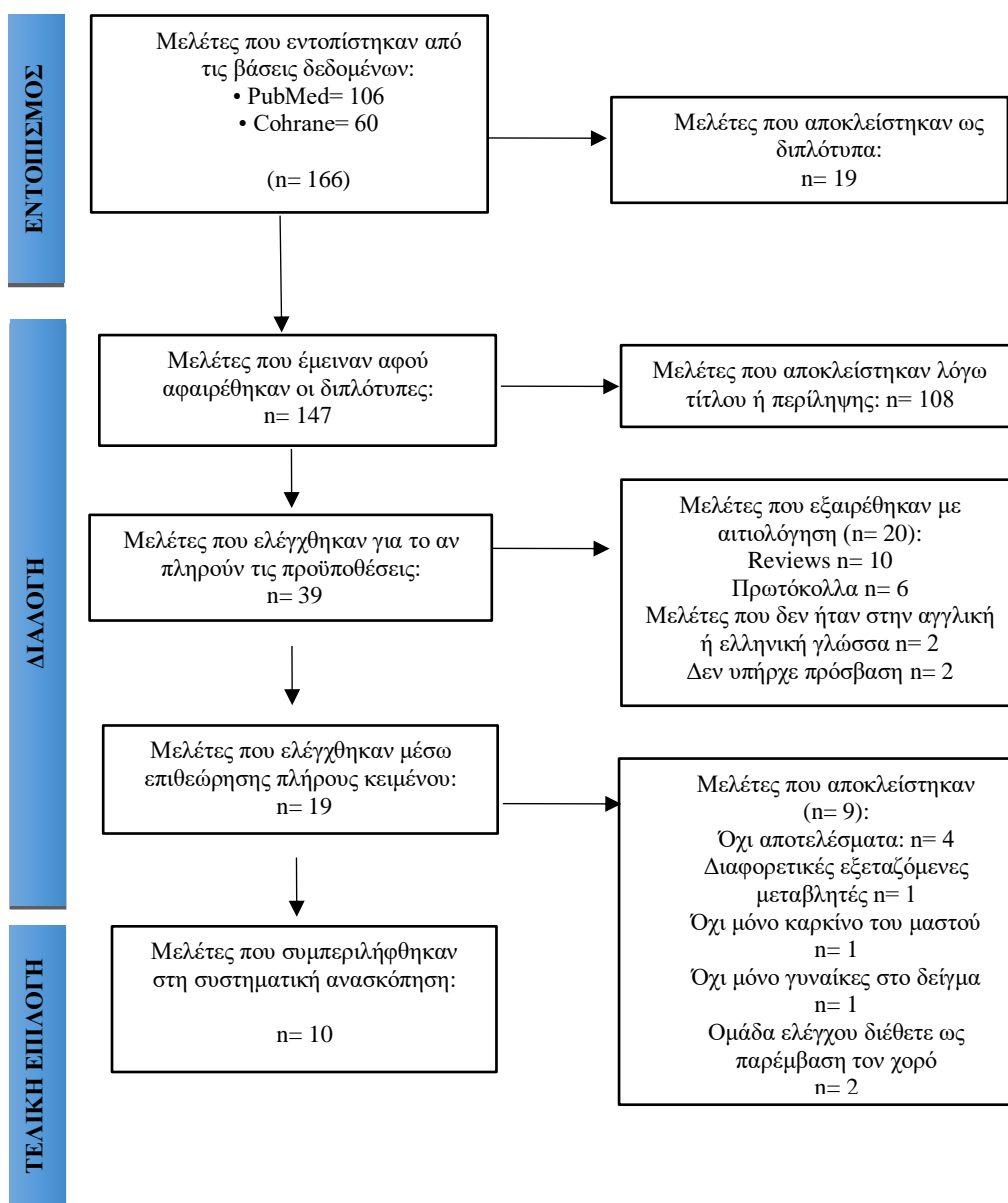 ΕΝΤΟΠΙΣΜΟΣ
Μελέτες που εντοπίστηκαν από
τις βάσεις δεδομένων:
• PubMed= 106
• Cohrane= 60
(n= 166)
Μελέτες που αποκλείστηκαν ως
διπλότυπα:
n= 19
ΔΙΑΛΟΓΗ
Μελέτες που έμειναν αφού
αφαιρέθηκαν οι διπλότυπες:
n= 147
Μελέτες που αποκλείστηκαν λόγω
τίτλου ή περίληψης: n= 108
Μελέτες που ελέγχθηκαν για το αν
πληρούν τις προϋποθέσεις:
n= 39
Μελέτες που εξαιρέθηκαν με
αιτιολόγηση (n= 20):
Reviews n= 10
Πρωτόκολλα n= 6
Μελέτες που δεν ήταν στην αγγλική
ή ελληνική γλώσσα n= 2
Δεν υπήρχε πρόσβαση n= 2
Μελέτες που ελέγχθηκαν μέσω
επιθεώρησης πλήρους κειμένου:
n= 19
Μελέτες που αποκλείστηκαν
(n= 9):
Όχι αποτελέσματα: n= 4
Διαφορετικές εξεταζόμενες
μεταβλητές n= 1
Όχι μόνο καρκίνο του μαστού
n= 1
Όχι μόνο γυναίκες στο δείγμα
n= 1
Ομάδα ελέγχου διέθετε ως
παρέμβαση τον χορό
n= 2
ΤΕΛΙΚΗ ΕΠΙΛΟΓΗ
Μελέτες που συμπεριλήφθηκαν
στη συστηματική ανασκόπηση:
n= 10